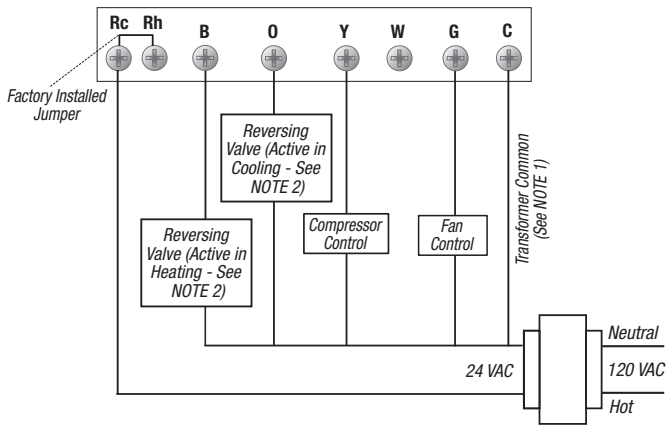 Rc Rh B O Y W G C
Factory Installed
Jumper
Reversing
Valve (Active in
Cooling - See
NOTE 2)
Reversing
Valve (Active in
Heating - See
NOTE 2)
Compressor
Control
Fan
Control
Transformer Common
(See NOTE 1)
Neutral
24 VAC
120 VAC
Hot